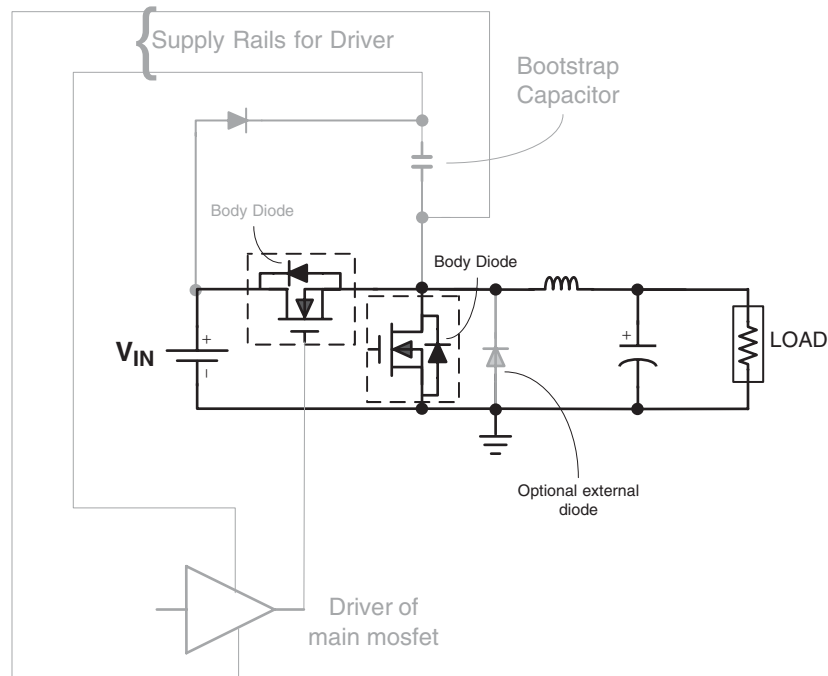 Supply Rails for Driver
Bootstrap
Capacitor
Body Diode
Body Diode
+
VIN
-
+
LOAD
Optional external
diode
Driver of
main mosfet